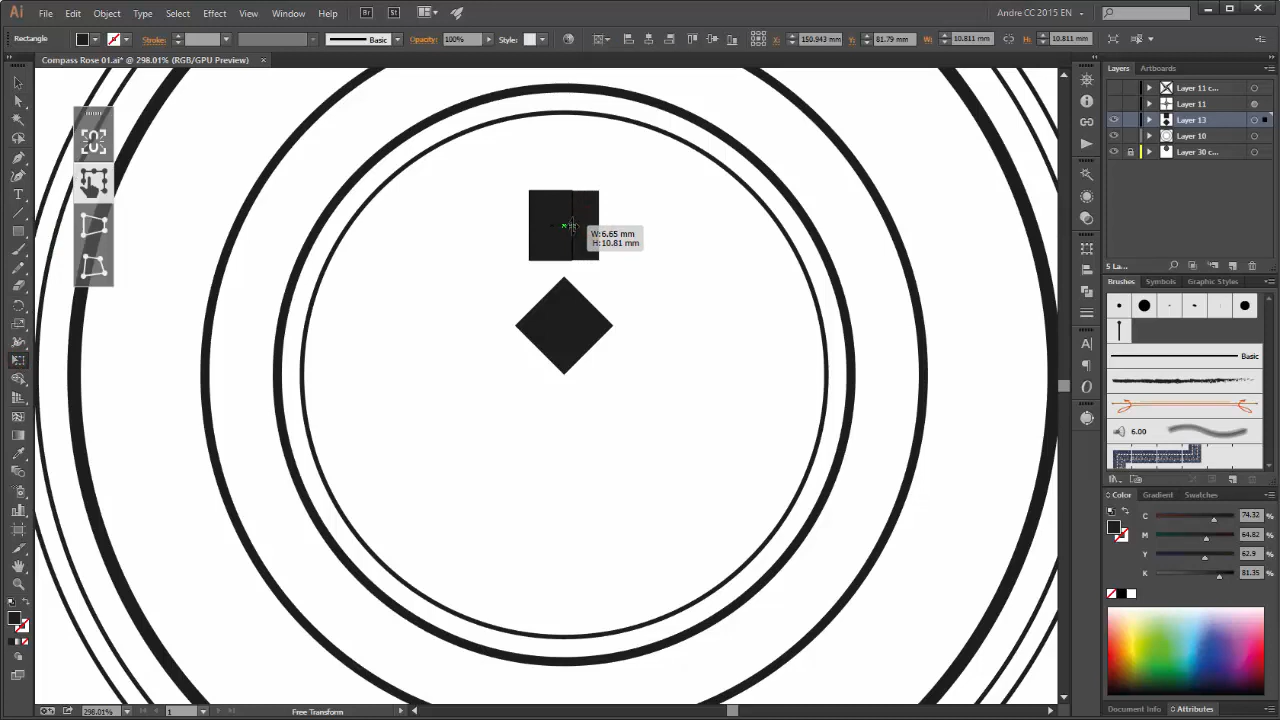 Ai File Edit Object Type Select Effect View Window Help Br St Andre CC 2015 EN
Rectangle Stroke: Basic Opacity: 100% Style: X: 150.943 mm Y: 81.79 mm W: 10.811 mm H: 10.811 mm
Compass Rose 01.ai* @ 298.01% (RGB/GPU Preview) ×
Layers Artboards
Layer 11 c...
Layer 11
Layer 13
Layer 10
Layer 30 c...
W: 6.65 mm
H: 10.81 mm
5 La...
Brushes Symbols Graphic Styles
Basic
6.00
Color Gradient Swatches
C 74.32 %
M 64.82 %
Y 62.9 %
K 81.35 %
298.01% 1 Free Transform
Document Info Attributes